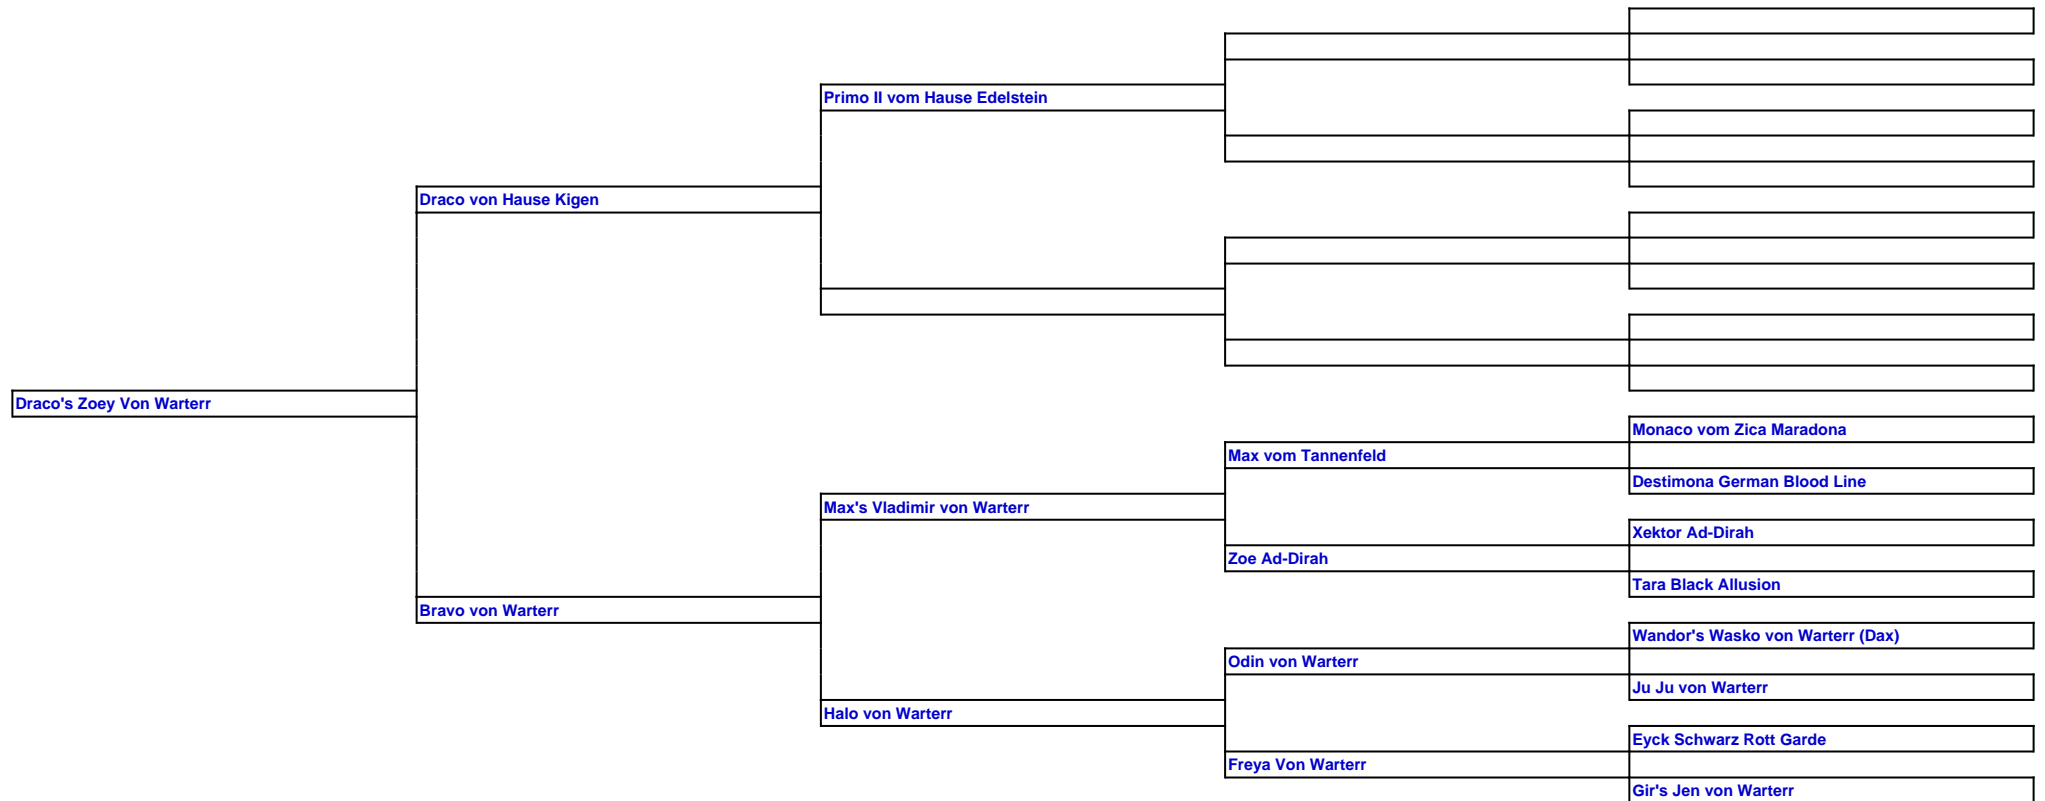 Primo II vom Hause Edelstein
Draco von Hause Kigen
Draco's Zoey Von Warterr
Monaco vom Zica Maradona
Max vom Tannenfeld
Destimona German Blood Line
Max's Vladimir von Warterr
Xektor Ad-Dirah
Zoe Ad-Dirah
Tara Black Allusion
Bravo von Warterr
Wandor's Wasko von Warterr (Dax)
Odin von Warterr
Ju Ju von Warterr
Halo von Warterr
Eyck Schwarz Rott Garde
Freya Von Warterr
Gir's Jen von Warterr